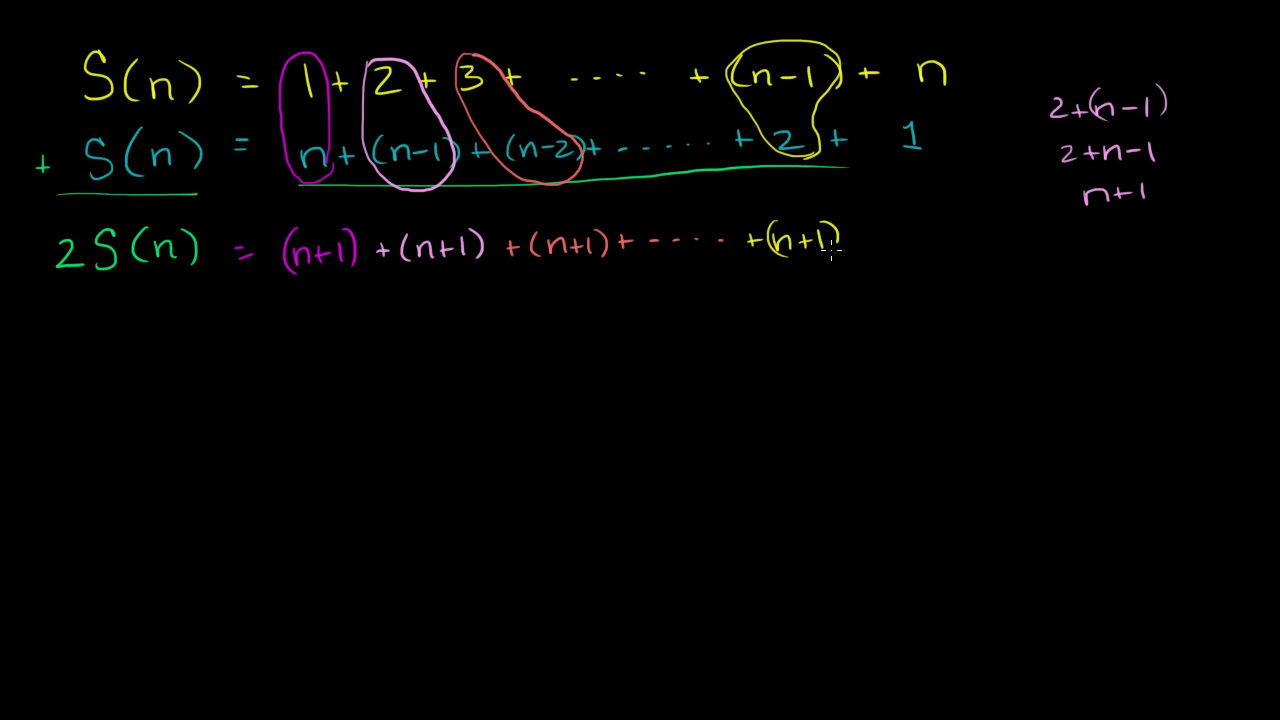 S(n) = 1 + 2 + 3 + ..... + (n-1) + n
+ S(n) = n + (n-1) + (n-2) + ...... + 2 + 1
2S(n) = (n+1) + (n+1) + (n+1) + ..... + (n+1)
2+(n-1)
2+n-1
n+1